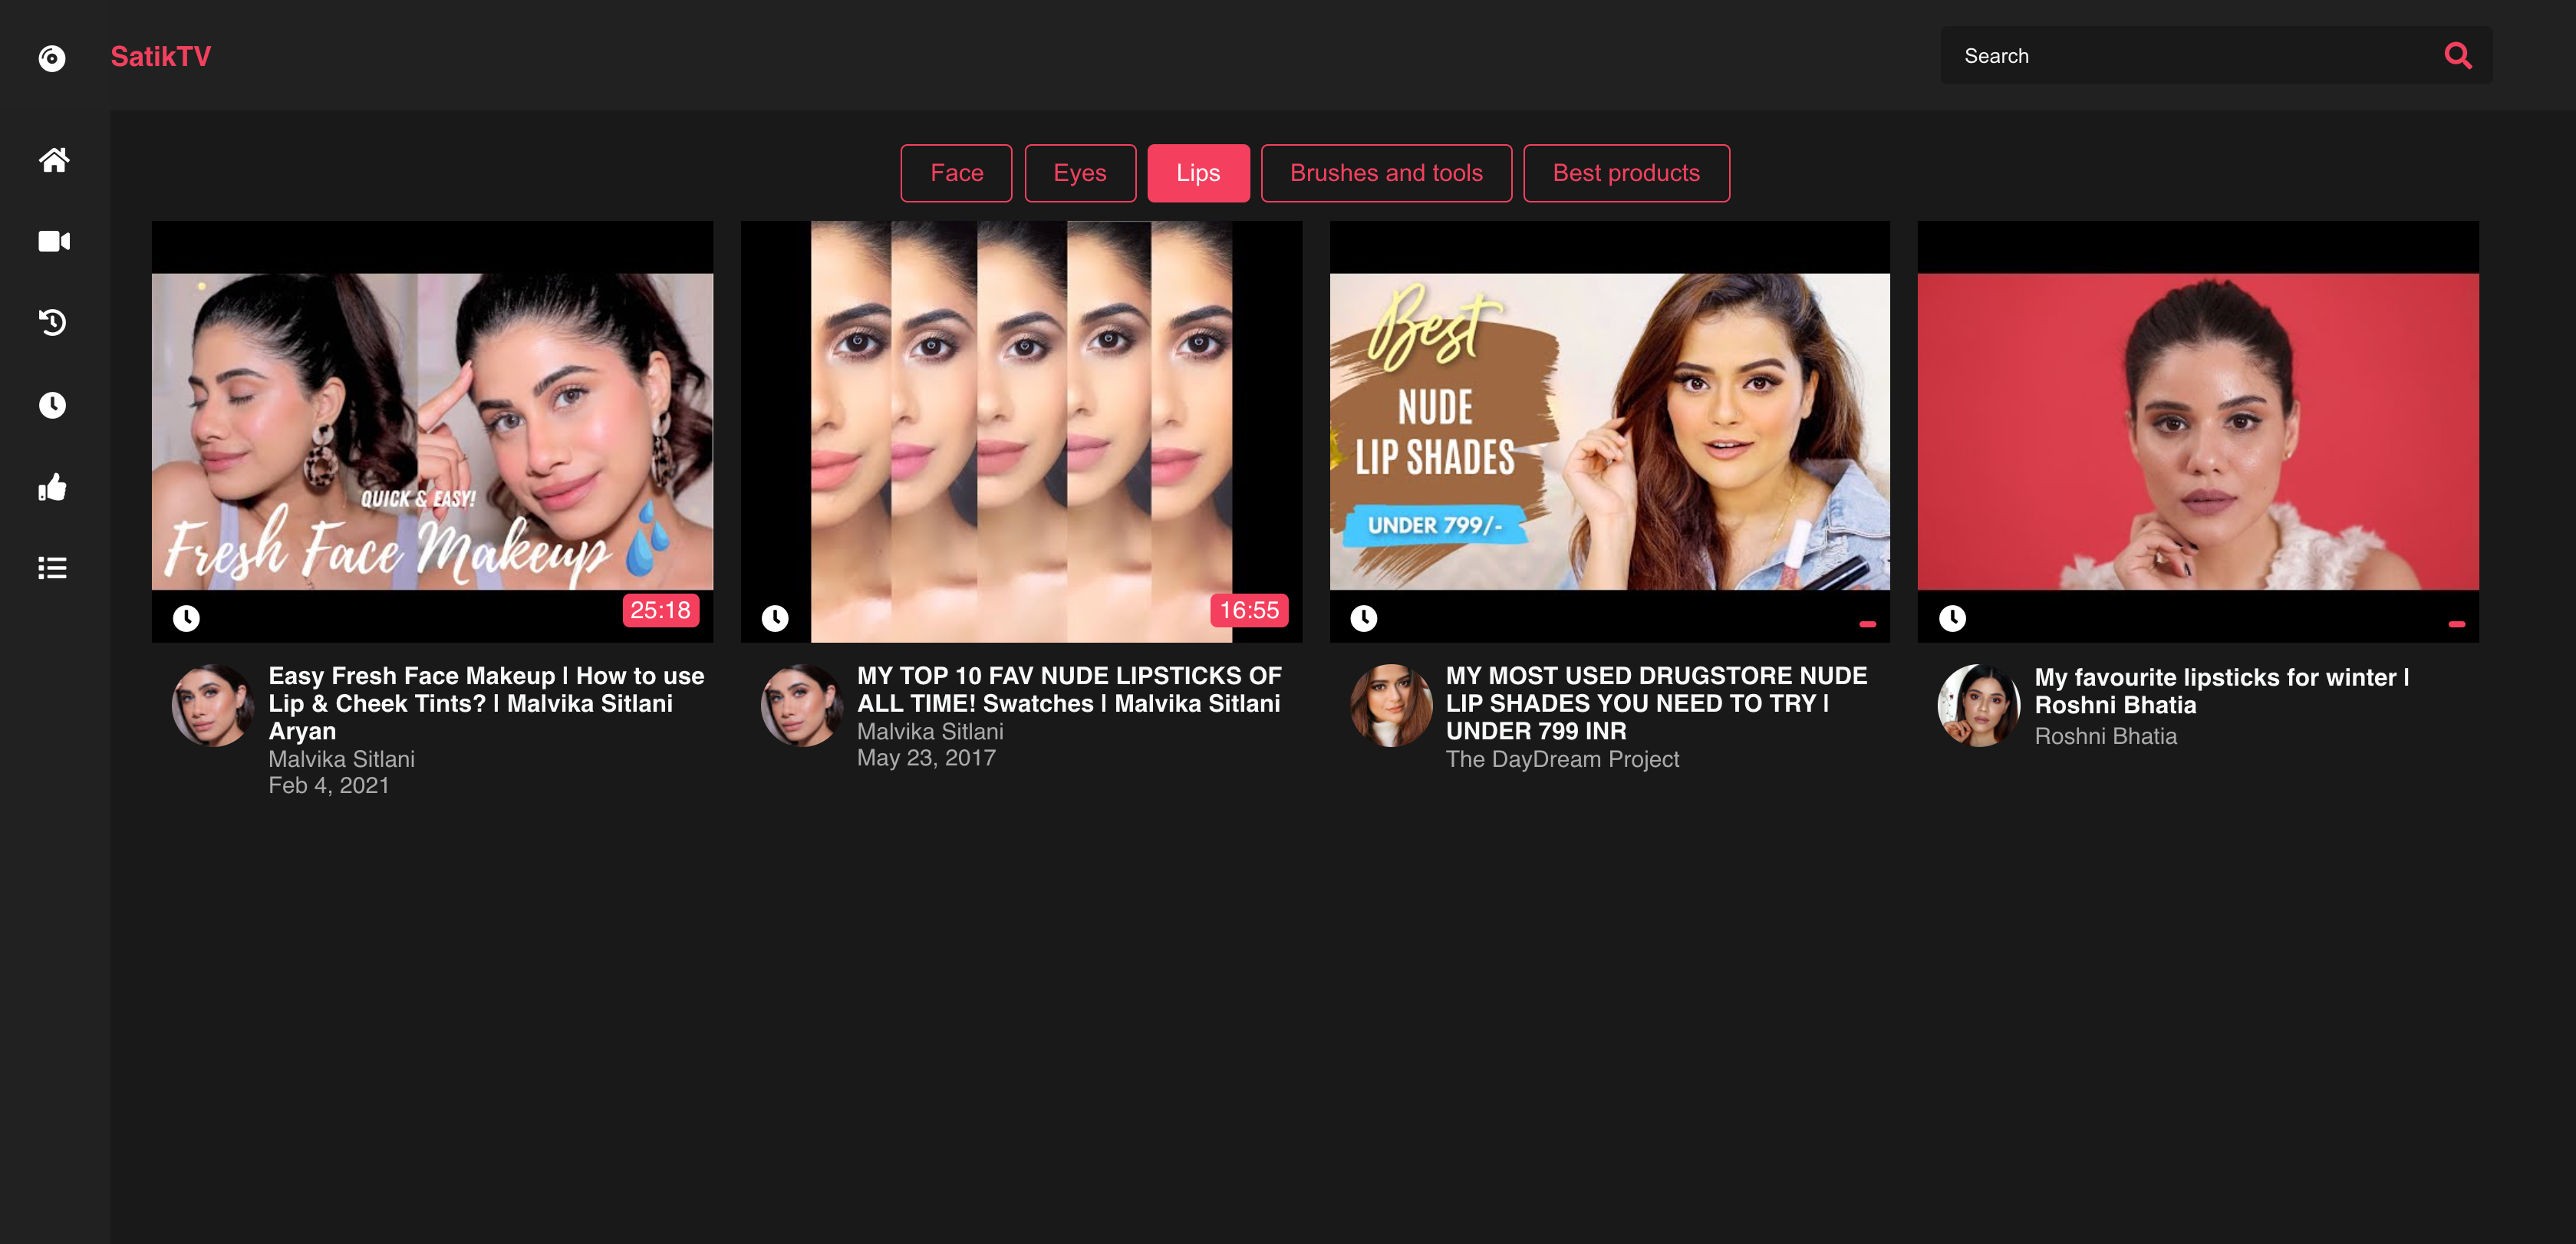 SatikTV
Search
Face
Eyes
Lips
Brushes and tools
Best products
QUICK & EASY!
Fresh Face Makeup
25:18
16:55
Best
NUDE
LIP SHADES
UNDER 799/-
Easy Fresh Face Makeup | How to use
Lip & Cheek Tints? | Malvika Sitlani
Aryan
Malvika Sitlani
Feb 4, 2021
MY TOP 10 FAV NUDE LIPSTICKS OF
ALL TIME! Swatches | Malvika Sitlani
Malvika Sitlani
May 23, 2017
MY MOST USED DRUGSTORE NUDE
LIP SHADES YOU NEED TO TRY |
UNDER 799 INR
The DayDream Project
My favourite lipsticks for winter |
Roshni Bhatia
Roshni Bhatia